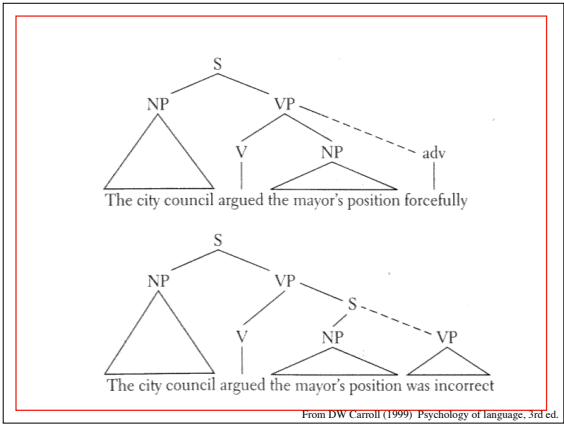 S
NP VP
V NP adv
The city council argued the mayor's position forcefully
S
NP VP
S
V NP VP
The city council argued the mayor's position was incorrect
From DW Carroll (1999) Psychology of language, 3rd ed.